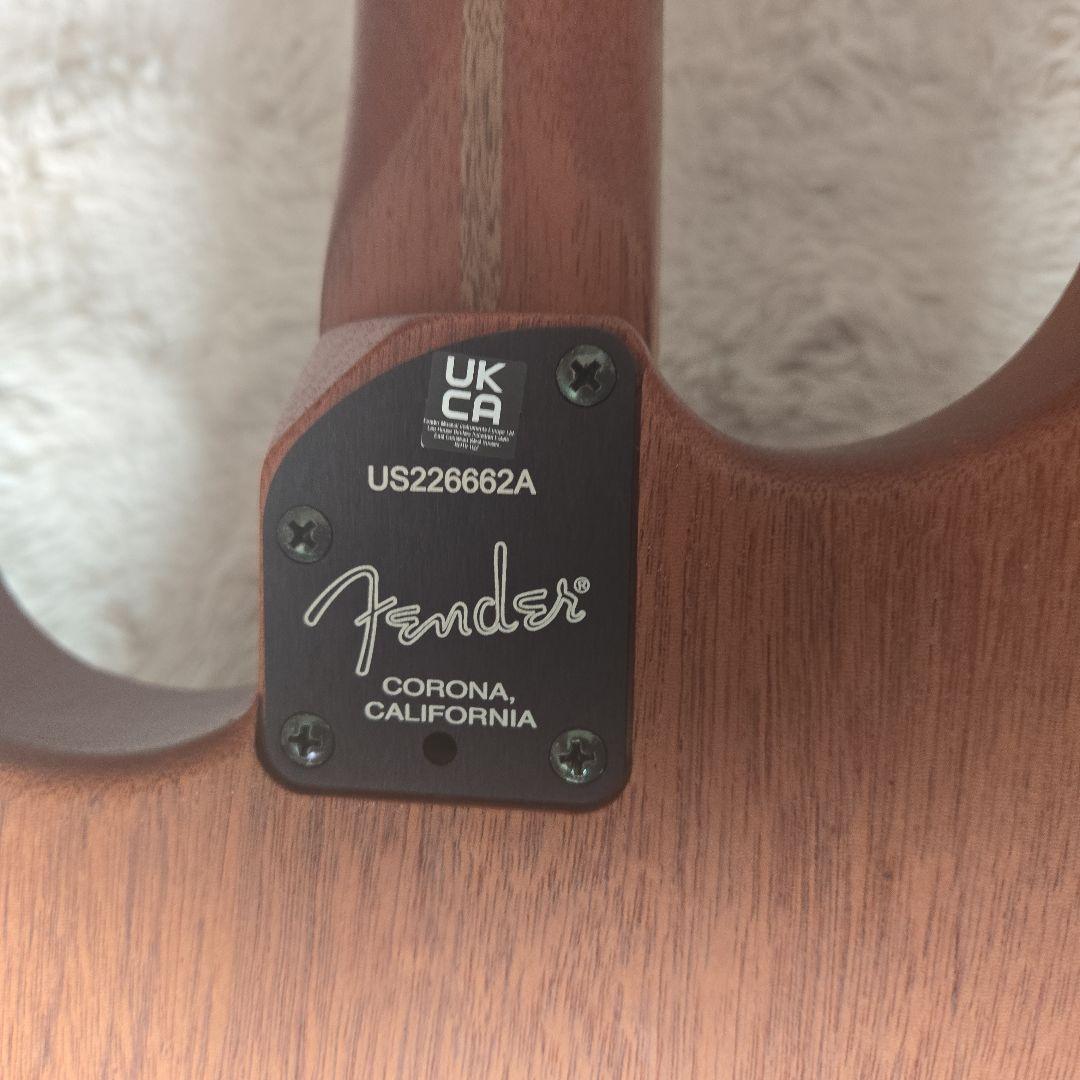 UK
CA
US226662A
Fender®
CORONA,
CALIFORNIA